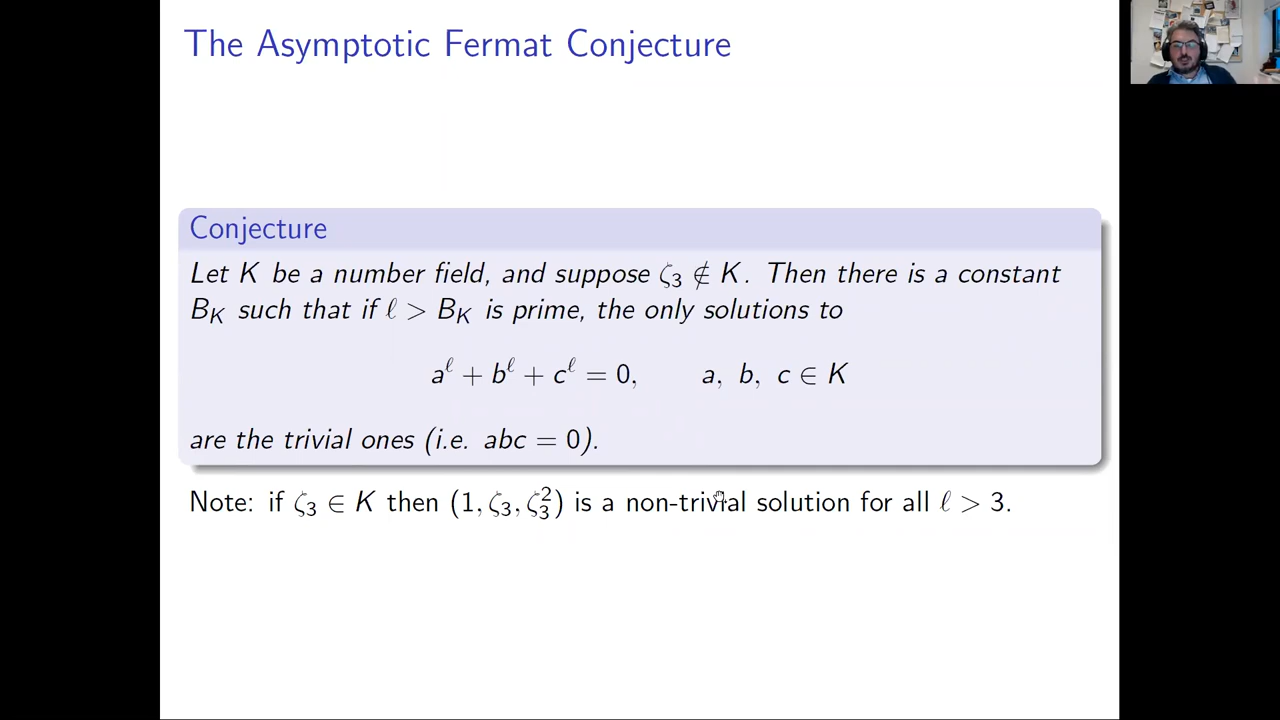 The Asymptotic Fermat Conjecture
Conjecture
Let K be a number field, and suppose ζ₃ ∉ K. Then there is a constant
B_K such that if ℓ > B_K is prime, the only solutions to
a^ℓ + b^ℓ + c^ℓ = 0, a, b, c ∈ K
are the trivial ones (i.e. abc = 0).
Note: if ζ₃ ∈ K then (1, ζ₃, ζ₃²) is a non-trivial solution for all ℓ > 3.